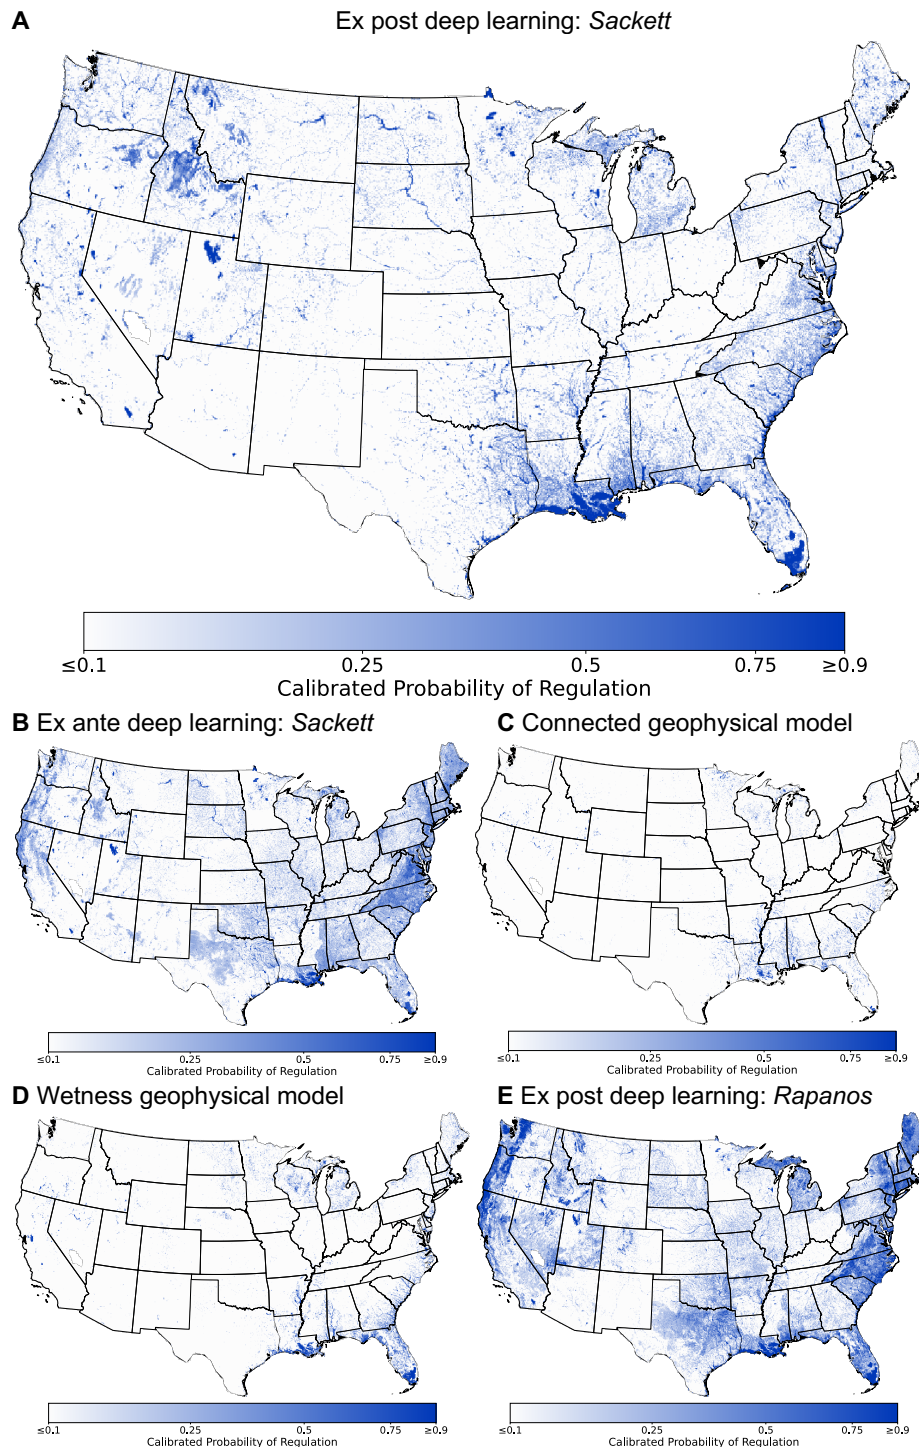 A Ex post deep learning: Sackett
≤0.1 0.25 0.5 0.75 ≥0.9
Calibrated Probability of Regulation
B Ex ante deep learning: Sackett
≤0.1 0.25 0.5 0.75 ≥0.9
Calibrated Probability of Regulation
C Connected geophysical model
≤0.1 0.25 0.5 0.75 ≥0.9
Calibrated Probability of Regulation
D Wetness geophysical model
≤0.1 0.25 0.5 0.75 ≥0.9
Calibrated Probability of Regulation
E Ex post deep learning: Rapanos
≤0.1 0.25 0.5 0.75 ≥0.9
Calibrated Probability of Regulation